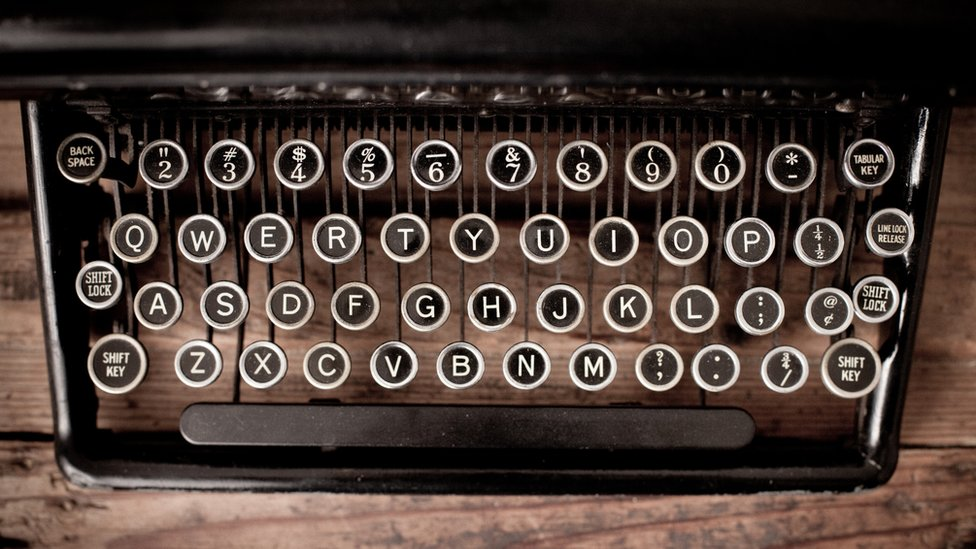 BACK SPACE " 2 # 3 $ 4 % 5 _ 6 & 7 ' 8 ( 9 ) 0 * - TABULAR KEY
Q W E R T Y U I O P ¼ ½ LINE LOCK RELEASE
SHIFT LOCK A S D F G H J K L ; @ ¢ SHIFT LOCK
SHIFT KEY Z X C V B N M ? , : . ¾ / SHIFT KEY